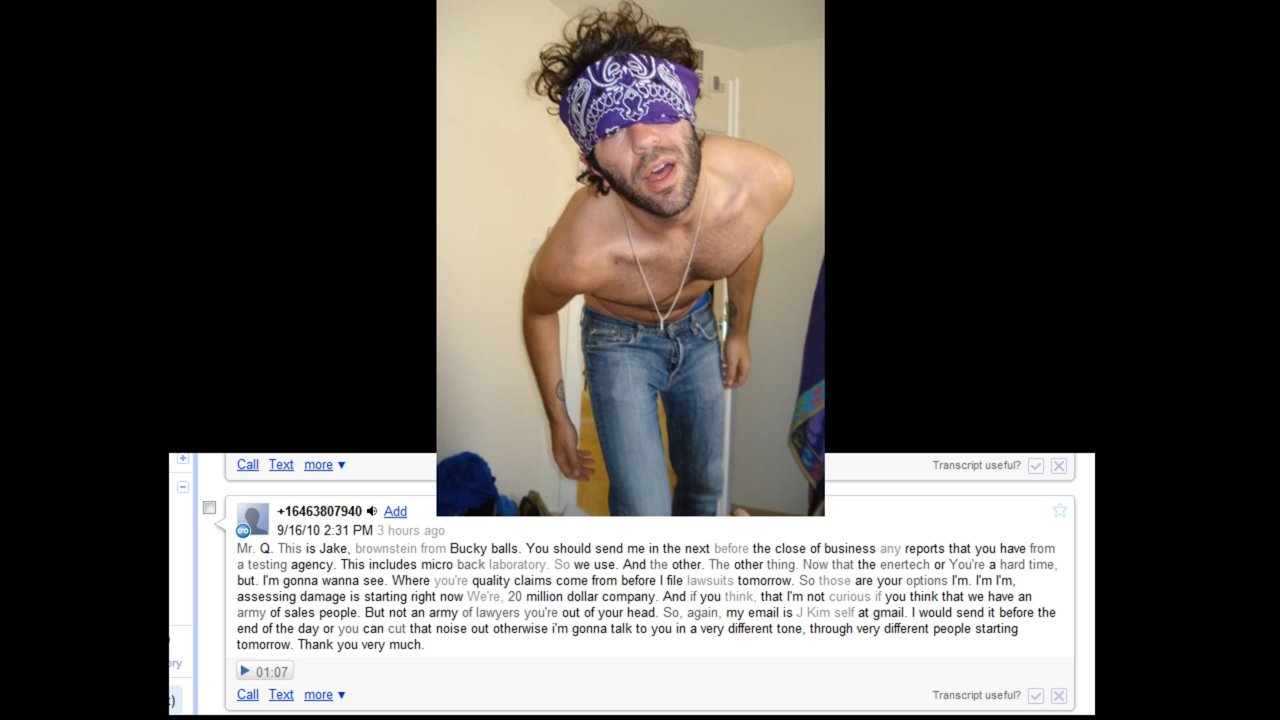 Call Text more ▼ Transcript useful?
+16463807940 Add
9/16/10 2:31 PM 3 hours ago
Mr. Q. This is Jake, brownstein from Bucky balls. You should send me in the next before the close of business any reports that you have from
a testing agency. This includes micro back laboratory. So we use. And the other. The other thing. Now that the enertech or You're a hard time,
but. I'm gonna wanna see. Where you're quality claims come from before I file lawsuits tomorrow. So those are your options I'm. I'm I'm,
assessing damage is starting right now We're, 20 million dollar company. And if you think, that I'm not curious if you think that we have an
army of sales people. But not an army of lawyers you're out of your head. So, again, my email is J Kim self at gmail. I would send it before the
end of the day or you can cut that noise out otherwise i'm gonna talk to you in a very different tone, through very different people starting
tomorrow. Thank you very much.
01:07
ory
Call Text more ▼ Transcript useful?